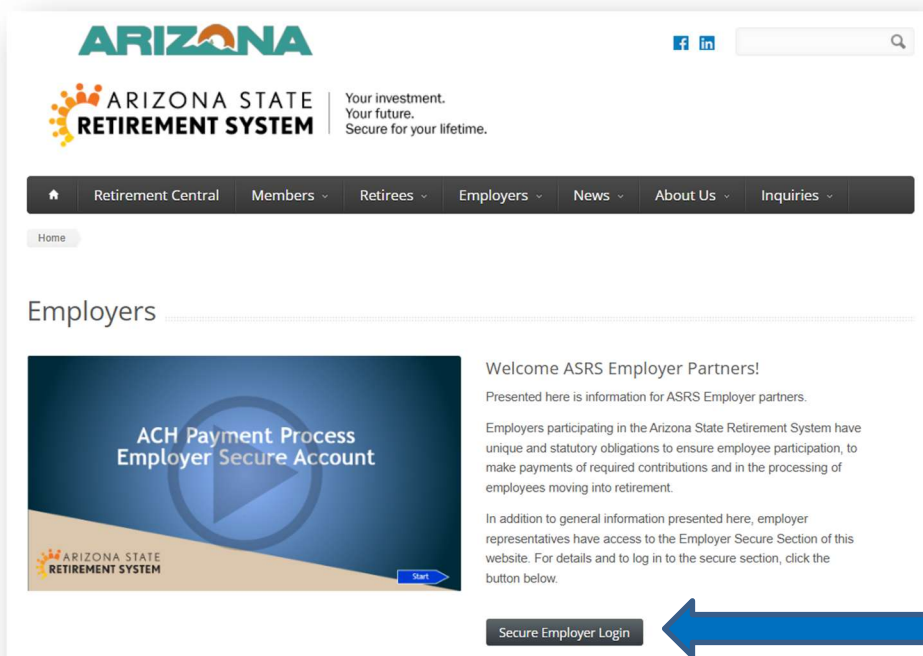 ARIZONA
ARIZONA STATE
RETIREMENT SYSTEM
Your investment.
Your future.
Secure for your lifetime.
Retirement Central Members Retirees Employers News About Us Inquiries
Home
Employers
ACH Payment Process
Employer Secure Account
ARIZONA STATE
RETIREMENT SYSTEM
Start
Welcome ASRS Employer Partners!
Presented here is information for ASRS Employer partners.
Employers participating in the Arizona State Retirement System have
unique and statutory obligations to ensure employee participation, to
make payments of required contributions and in the processing of
employees moving into retirement.
In addition to general information presented here, employer
representatives have access to the Employer Secure Section of this
website. For details and to log in to the secure section, click the
button below.
Secure Employer Login